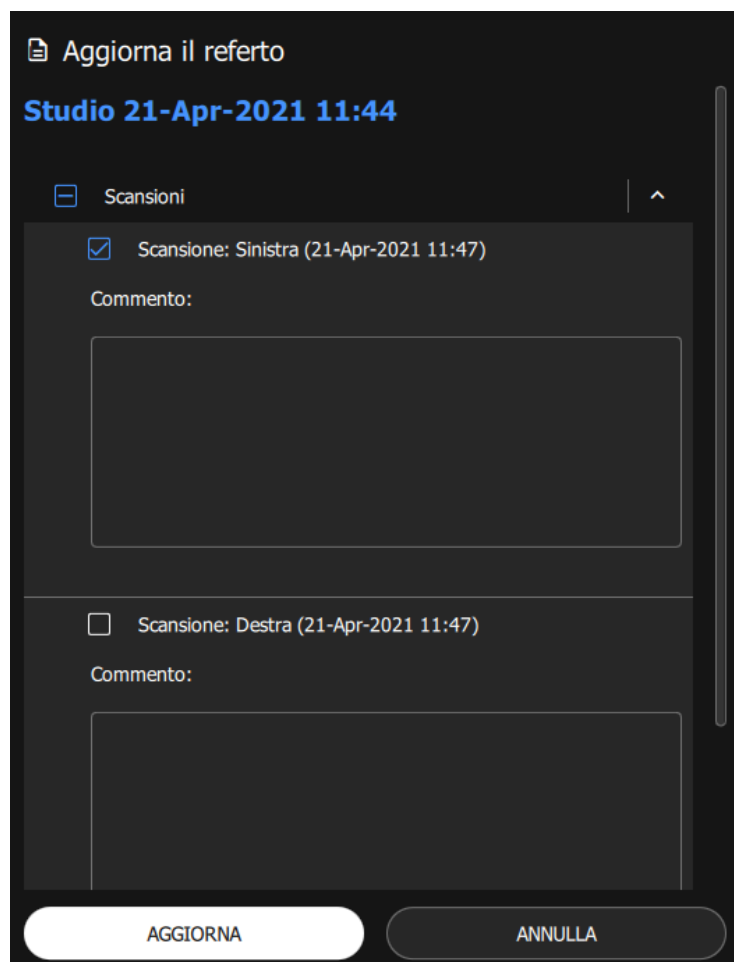 Aggiorna il referto
Studio 21-Apr-2021 11:44
Scansioni
Scansione: Sinistra (21-Apr-2021 11:47)
Commento:
Scansione: Destra (21-Apr-2021 11:47)
Commento:
AGGIORNA
ANNULLA